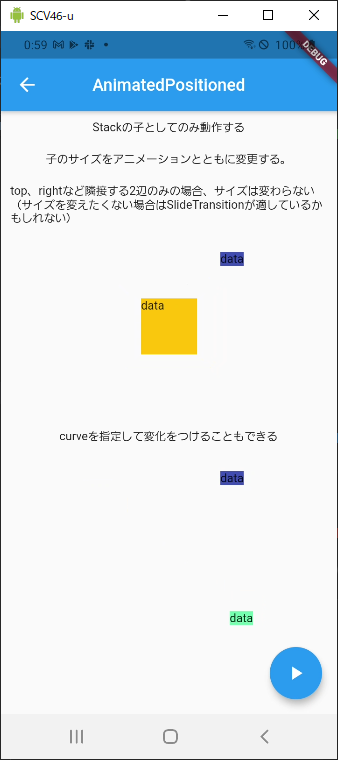 SCV46-u
0:59
100%
DEBUG
AnimatedPositioned
Stackの子としてのみ動作する
子のサイズをアニメーションとともに変更する。
top、rightなど隣接する2辺のみの場合、サイズは変わらない
（サイズを変えたくない場合はSlideTransitionが適しているか
もしれない）
data
data
curveを指定して変化をつけることもできる
data
data